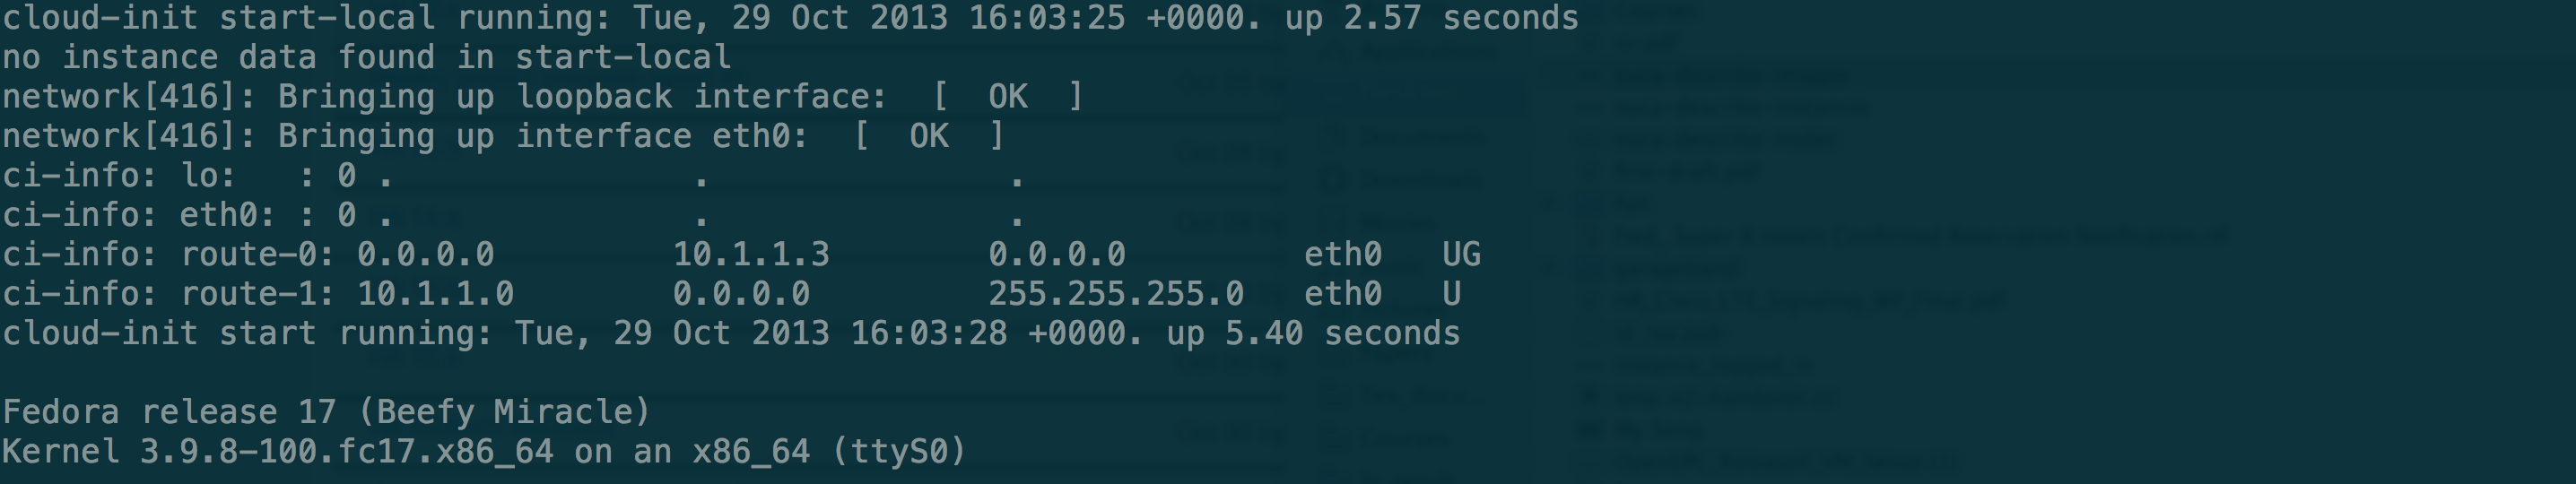 cloud-init start-local running: Tue, 29 Oct 2013 16:03:25 +0000. up 2.57 seconds
no instance data found in start-local
network[416]: Bringing up loopback interface:  [  OK  ]
network[416]: Bringing up interface eth0:  [  OK  ]
ci-info: lo:   : 0 .               .               .
ci-info: eth0: : 0 .               .               .
ci-info: route-0: 0.0.0.0         10.1.1.3        0.0.0.0         eth0   UG
ci-info: route-1: 10.1.1.0        0.0.0.0         255.255.255.0   eth0   U
cloud-init start running: Tue, 29 Oct 2013 16:03:28 +0000. up 5.40 seconds
Fedora release 17 (Beefy Miracle)
Kernel 3.9.8-100.fc17.x86_64 on an x86_64 (ttyS0)